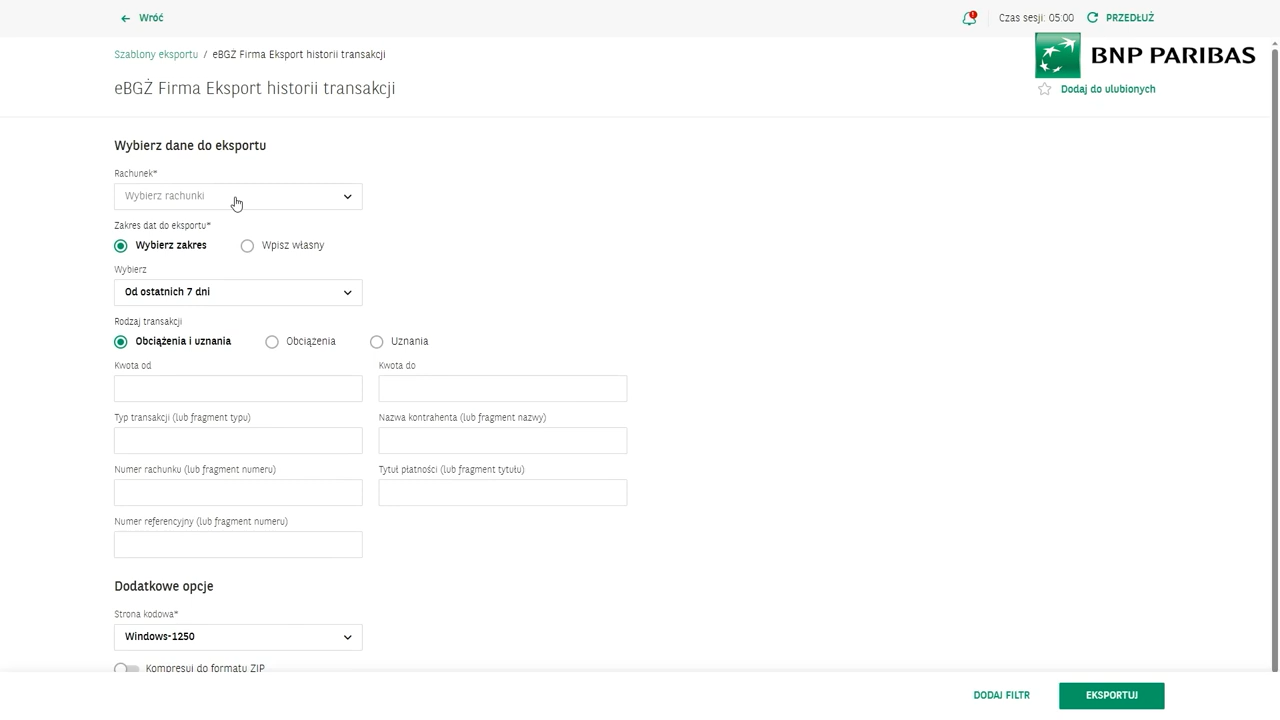 Wróć
Czas sesji: 05:00 PRZEDŁUŻ
Szablony eksportu / eBGŻ Firma Eksport historii transakcji
BNP PARIBAS
eBGŻ Firma Eksport historii transakcji
Dodaj do ulubionych
Wybierz dane do eksportu
Rachunek*
Wybierz rachunki
Zakres dat do eksportu*
Wybierz zakres Wpisz własny
Wybierz
Od ostatnich 7 dni
Rodzaj transakcji
Obciążenia i uznania Obciążenia Uznania
Kwota od Kwota do
Typ transakcji (lub fragment typu) Nazwa kontrahenta (lub fragment nazwy)
Numer rachunku (lub fragment numeru) Tytuł płatności (lub fragment tytułu)
Numer referencyjny (lub fragment numeru)
Dodatkowe opcje
Strona kodowa*
Windows-1250
Kompresuj do formatu ZIP
DODAJ FILTR EKSPORTUJ